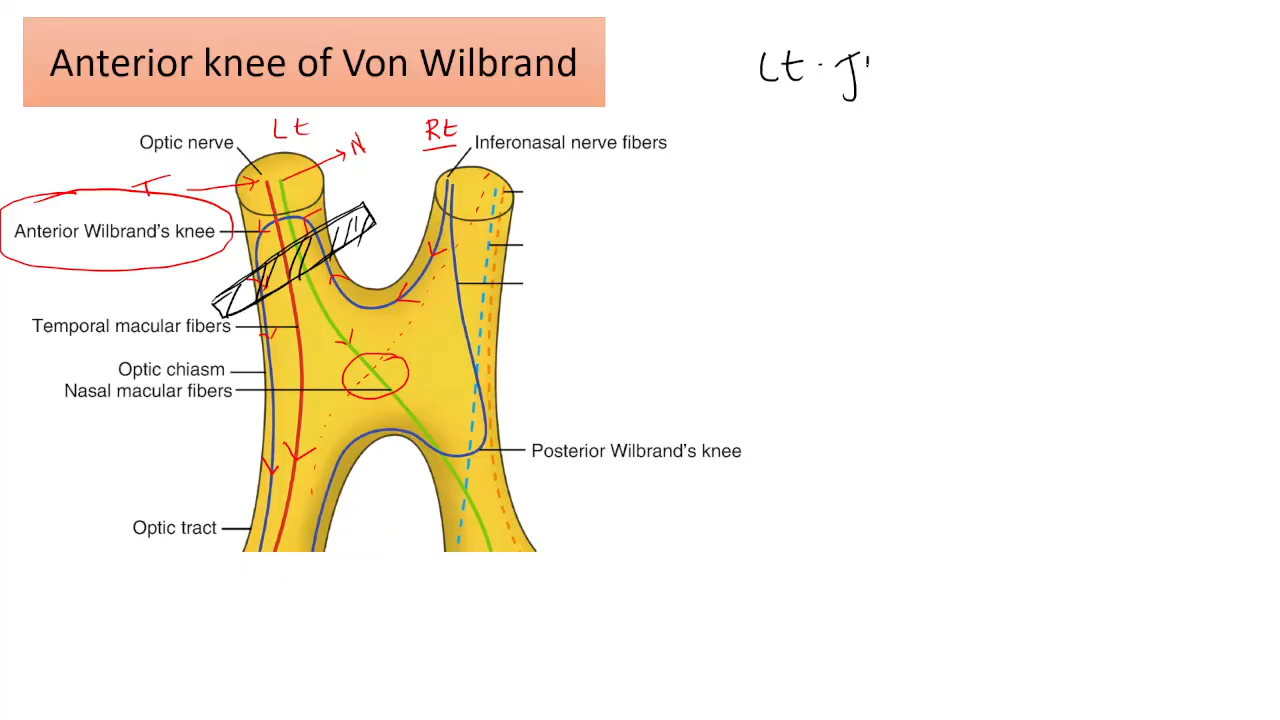 Anterior knee of Von Wilbrand
Lt. j
Lt
Rt
Optic nerve
N
Inferonasal nerve fibers
T
Anterior Wilbrand's knee
Temporal macular fibers
Optic chiasm
Nasal macular fibers
Posterior Wilbrand's knee
Optic tract